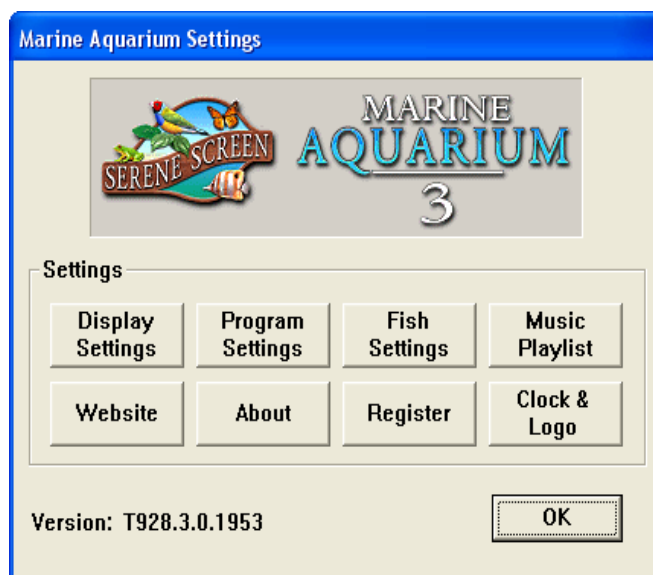 Marine Aquarium Settings
SERENE SCREEN
MARINE
AQUARIUM
3
Settings
Display Settings
Program Settings
Fish Settings
Music Playlist
Website
About
Register
Clock & Logo
Version: T928.3.0.1953
OK